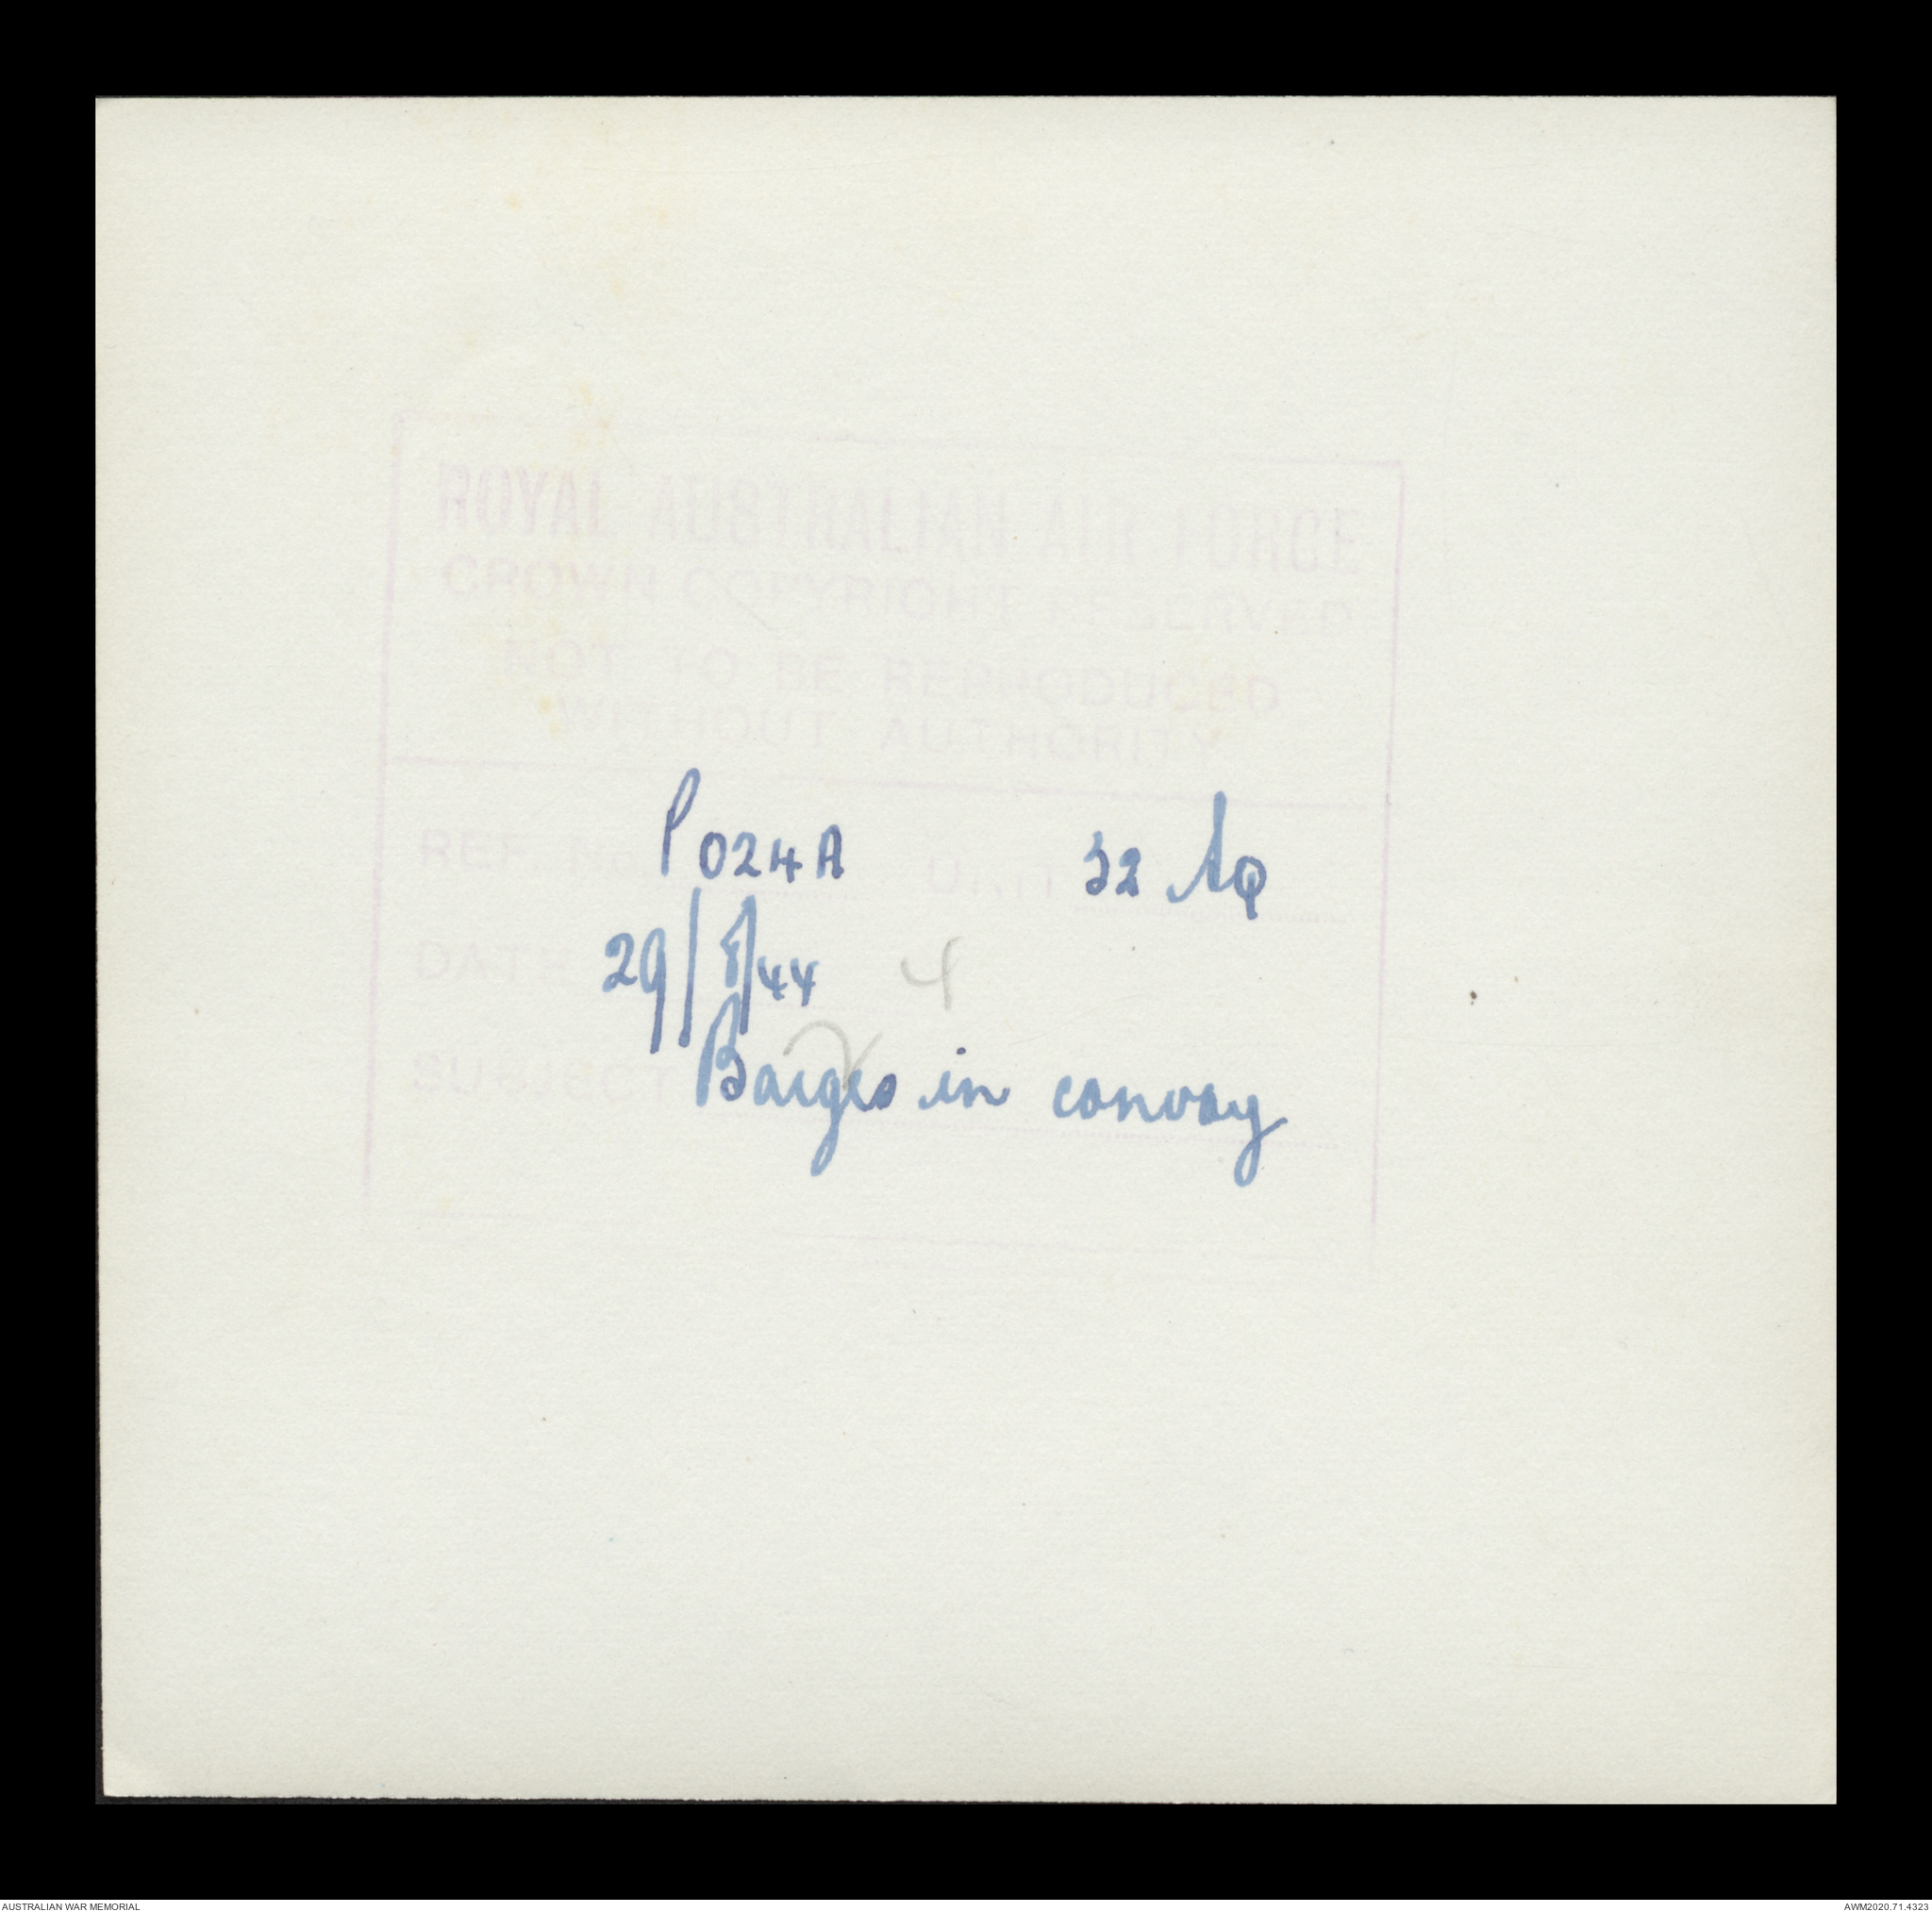 ROYAL AUSTRALIAN AIR FORCE
CROWN COPYRIGHT RESERVED
NOT TO BE REPRODUCED
WITHOUT AUTHORITY
REF. No. P024A UNIT 32 Sq
DATE 29/8/44 4
SUBJECT Barges in convoy
AUSTRALIAN WAR MEMORIAL AWM2020.71.4323